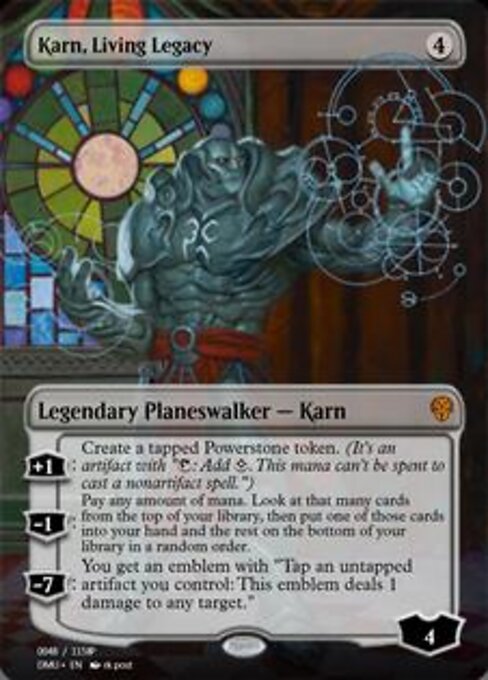 Karn, Living Legacy 4
Legendary Planeswalker — Karn
Create a tapped Powerstone token. (It's an
+1 : artifact with "T: Add C. This mana can't be spent to
cast a nonartifact spell.")
Pay any amount of mana. Look at that many cards
-1 : from the top of your library, then put one of those cards
into your hand and the rest on the bottom of your
library in a random order.
You get an emblem with "Tap an untapped
-7 : artifact you control: This emblem deals 1
damage to any target."
4
DMU • EN